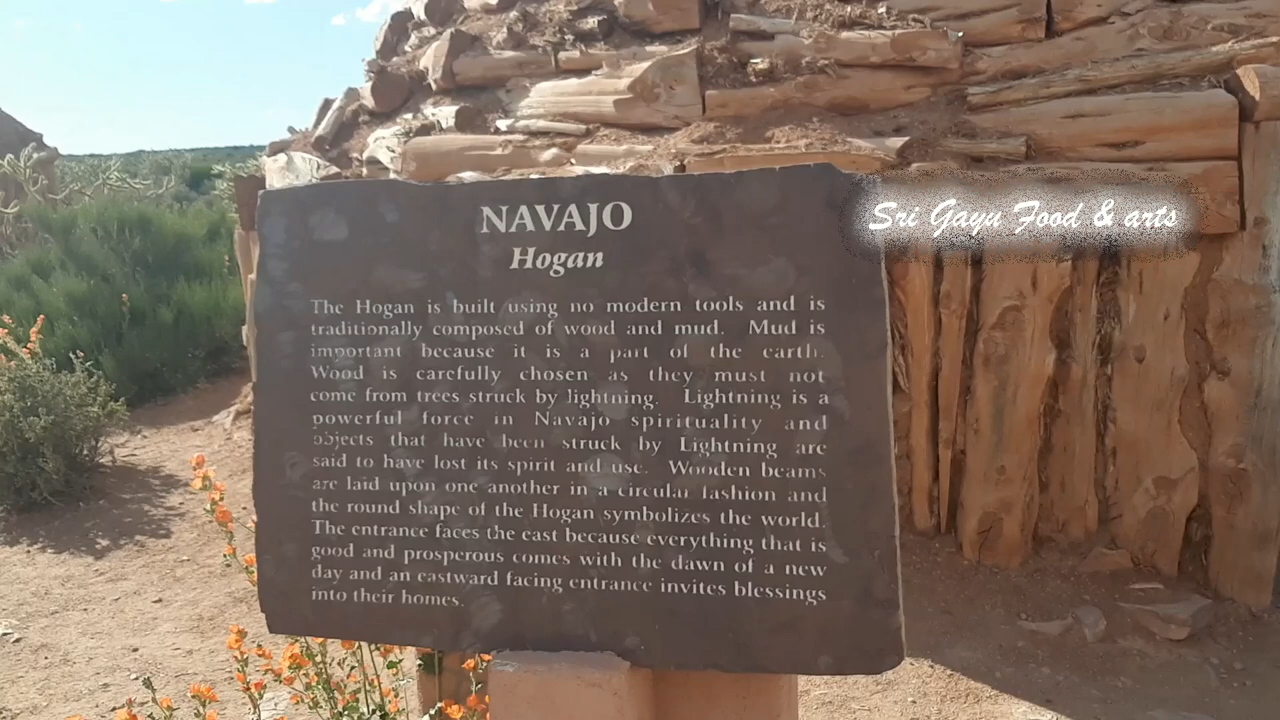 NAVAJO
Hogan
Sri Gayu Food & arts
The Hogan is built using no modern tools and is
traditionally composed of wood and mud. Mud is
important because it is a part of the earth.
Wood is carefully chosen as they must not
come from trees struck by lightning. Lightning is a
powerful force in Navajo spirituality and
objects that have been struck by Lightning are
said to have lost its spirit and use. Wooden beams
are laid upon one another in a circular fashion and
the round shape of the Hogan symbolizes the world.
The entrance faces the east because everything that is
good and prosperous comes with the dawn of a new
day and an eastward facing entrance invites blessings
into their homes.